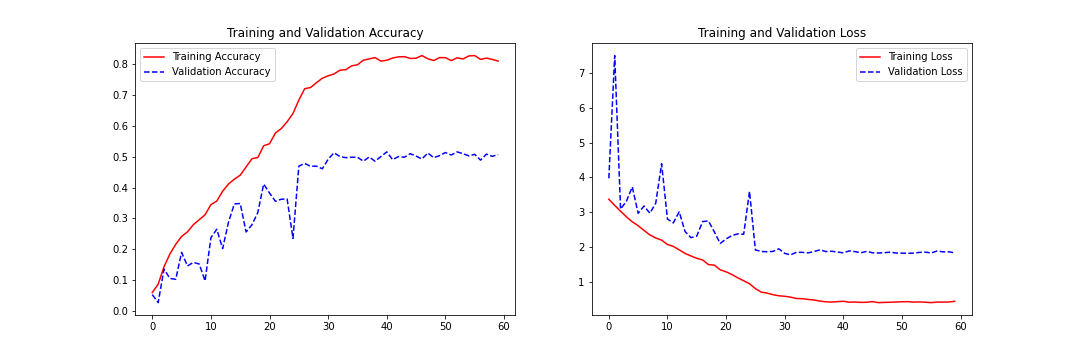 Training and Validation Accuracy
Training Accuracy
Validation Accuracy
0.8
0.7
0.6
0.5
0.4
0.3
0.2
0.1
0.0
0 10 20 30 40 50 60
Training and Validation Loss
Training Loss
Validation Loss
7
6
5
4
3
2
1
0 10 20 30 40 50 60